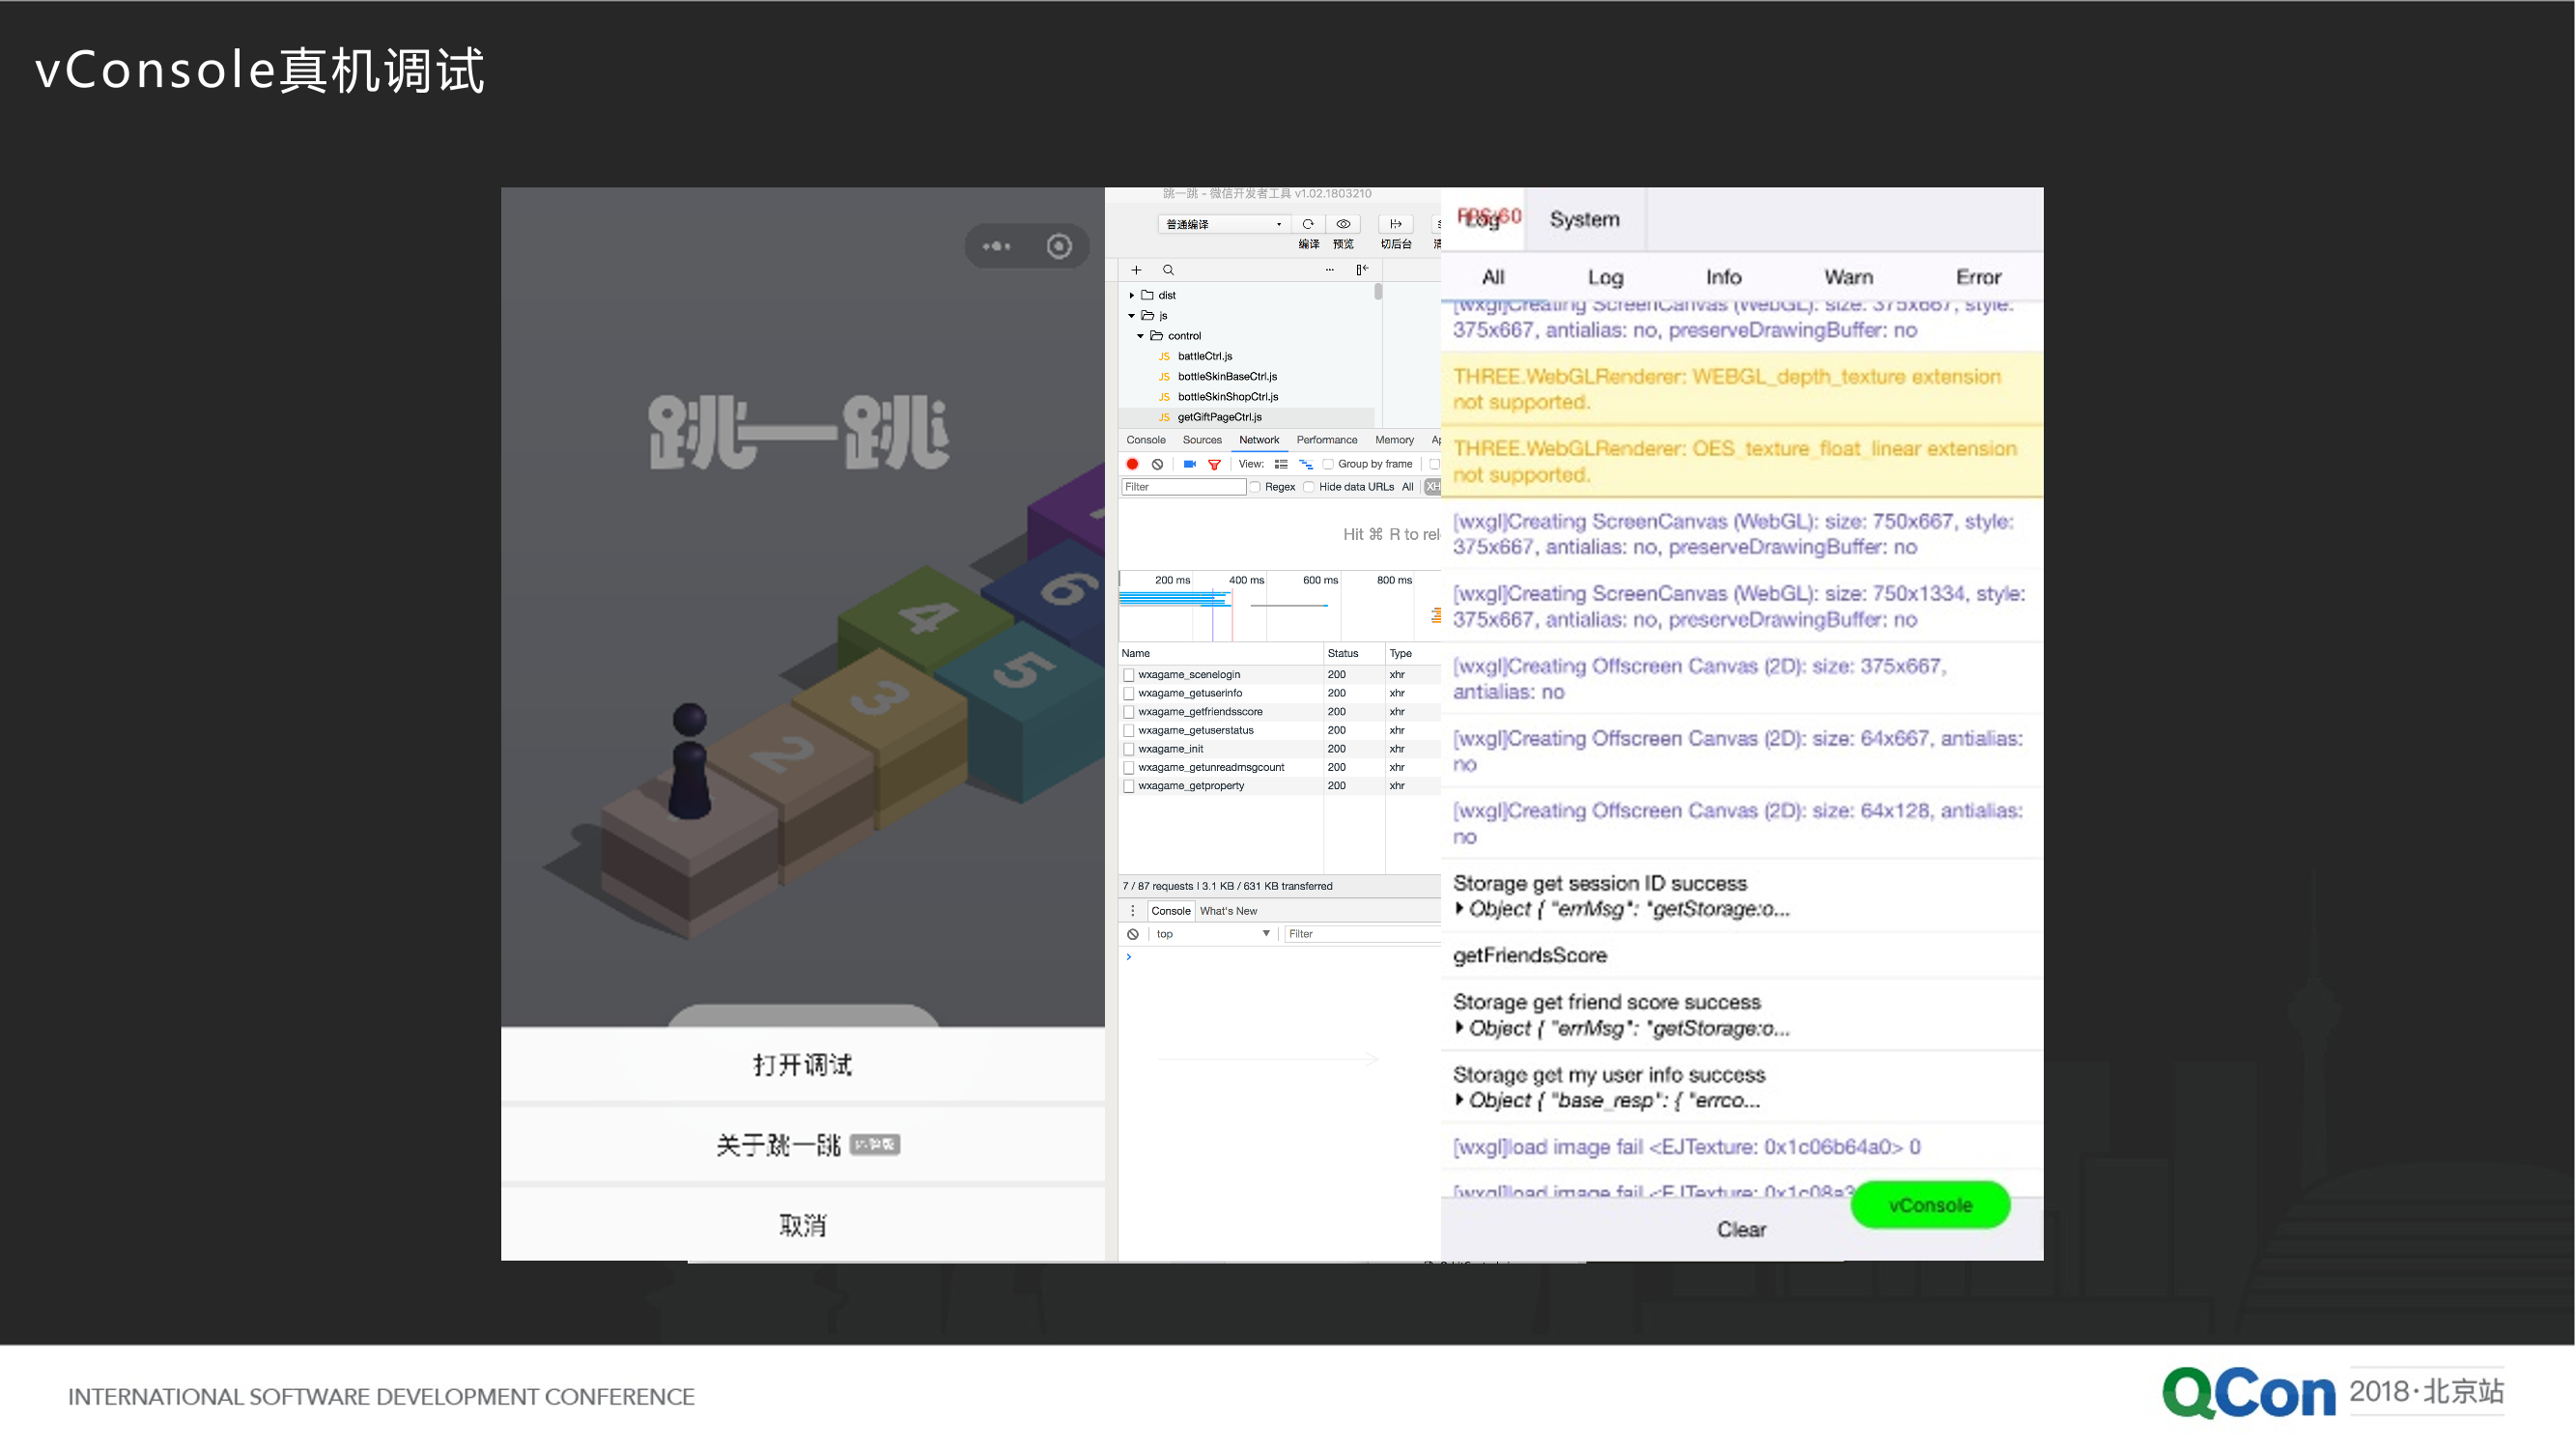 vConsole真机调试
跳一跳
1
6
4
5
3
2
打开调试
关于跳一跳 体验版
取消
跳一跳 - 微信开发者工具 v1.02.1803210
普通编译
编译 预览 切后台 清
dist
js
control
JS battleCtrl.js
JS bottleSkinBaseCtrl.js
JS bottleSkinShopCtrl.js
JS getGiftPageCtrl.js
Console Sources Network Performance Memory Ap
View: Group by frame
Filter Regex Hide data URLs All XH
Hit ⌘ R to rel
200 ms 400 ms 600 ms 800 ms
Name Status Type
wxagame_scenelogin 200 xhr
wxagame_getuserinfo 200 xhr
wxagame_getfriendsscore 200 xhr
wxagame_getuserstatus 200 xhr
wxagame_init 200 xhr
wxagame_getunreadmsgcount 200 xhr
wxagame_getproperty 200 xhr
7 / 87 requests | 3.1 KB / 631 KB transferred
Console What's New
top Filter
FPS:60
Log System
All Log Info Warn Error
[wxgl]Creating ScreenCanvas (WebGL): size: 375x667, style:
375x667, antialias: no, preserveDrawingBuffer: no
THREE.WebGLRenderer: WEBGL_depth_texture extension
not supported.
THREE.WebGLRenderer: OES_texture_float_linear extension
not supported.
[wxgl]Creating ScreenCanvas (WebGL): size: 750x667, style:
375x667, antialias: no, preserveDrawingBuffer: no
[wxgl]Creating ScreenCanvas (WebGL): size: 750x1334, style:
375x667, antialias: no, preserveDrawingBuffer: no
[wxgl]Creating Offscreen Canvas (2D): size: 375x667,
antialias: no
[wxgl]Creating Offscreen Canvas (2D): size: 64x667, antialias:
no
[wxgl]Creating Offscreen Canvas (2D): size: 64x128, antialias:
no
Storage get session ID success
Object { "errMsg": "getStorage:o...
getFriendsScore
Storage get friend score success
Object { "errMsg": "getStorage:o...
Storage get my user info success
Object { "base_resp": { "errco...
[wxgl]load image fail <EJTexture: 0x1c06b64a0> 0
[wxgl]load image fail <EJTexture: 0x1c08a3
vConsole
Clear
INTERNATIONAL SOFTWARE DEVELOPMENT CONFERENCE
QCon 2018·北京站